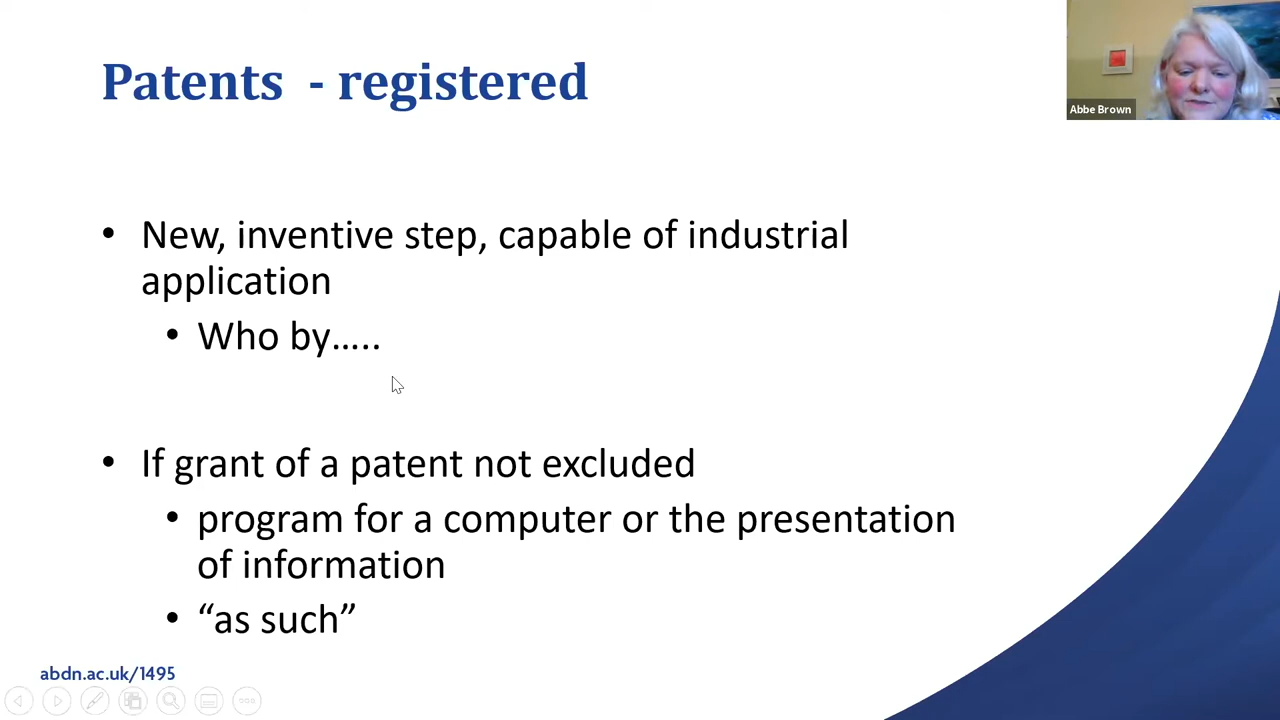 Patents - registered
Abbe Brown
• New, inventive step, capable of industrial
application
• Who by…..
• If grant of a patent not excluded
• program for a computer or the presentation
of information
• “as such”
abdn.ac.uk/1495